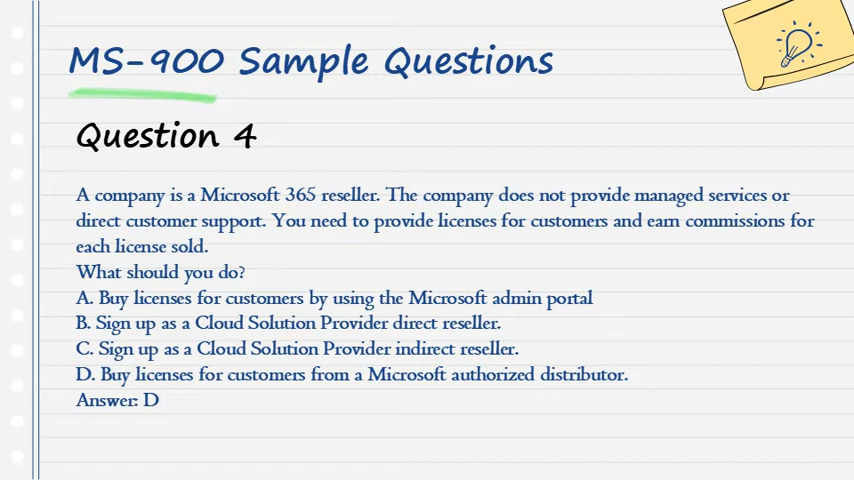 MS-900 Sample Questions
Question 4
A company is a Microsoft 365 reseller. The company does not provide managed services or
direct customer support. You need to provide licenses for customers and earn commissions for
each license sold.
What should you do?
A. Buy licenses for customers by using the Microsoft admin portal
B. Sign up as a Cloud Solution Provider direct reseller.
C. Sign up as a Cloud Solution Provider indirect reseller.
D. Buy licenses for customers from a Microsoft authorized distributor.
Answer: D